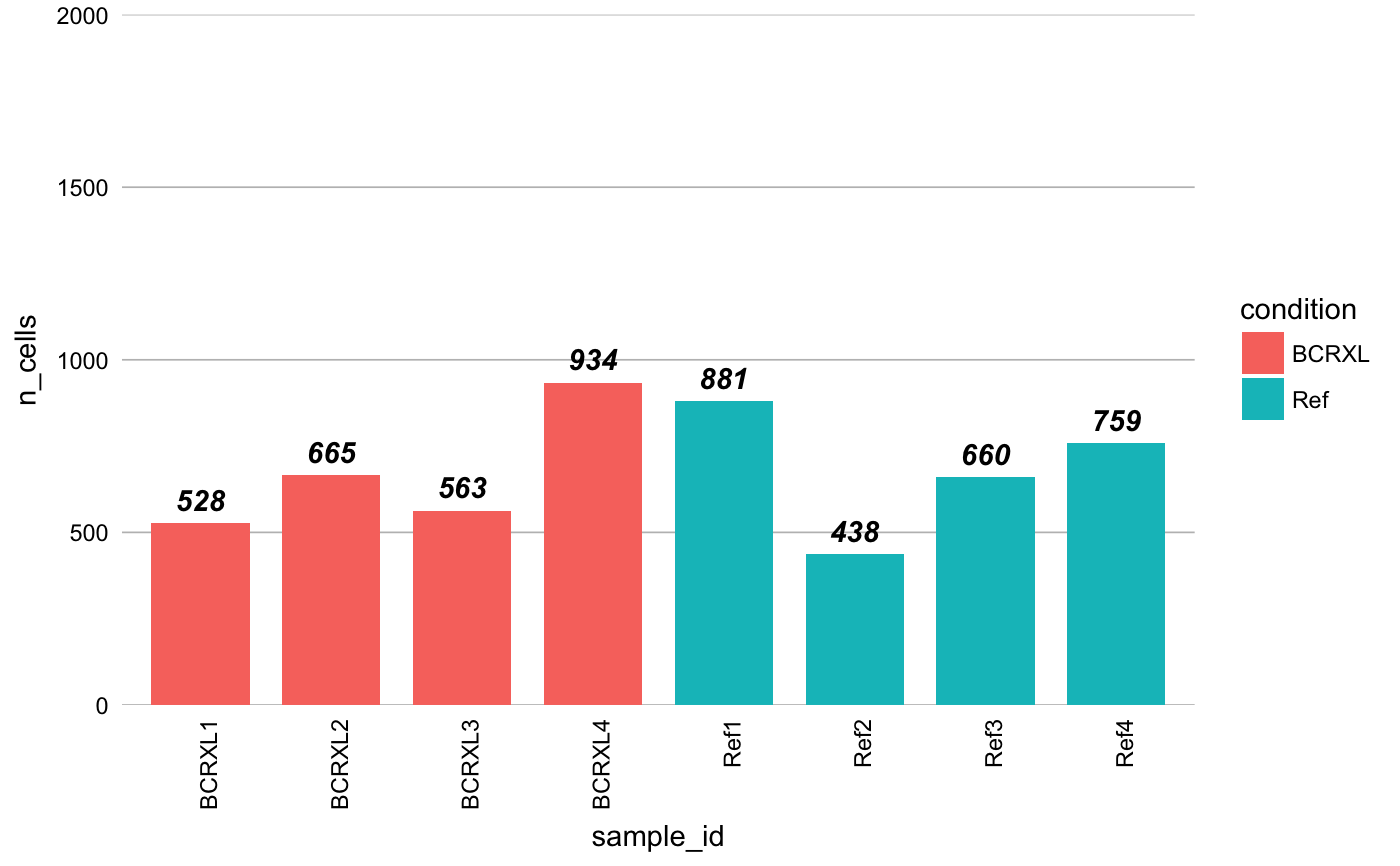 2000
1500
1000
500
0
n_cells
528
665
563
934
881
438
660
759
BCRXL1
BCRXL2
BCRXL3
BCRXL4
Ref1
Ref2
Ref3
Ref4
sample_id
condition
BCRXL
Ref